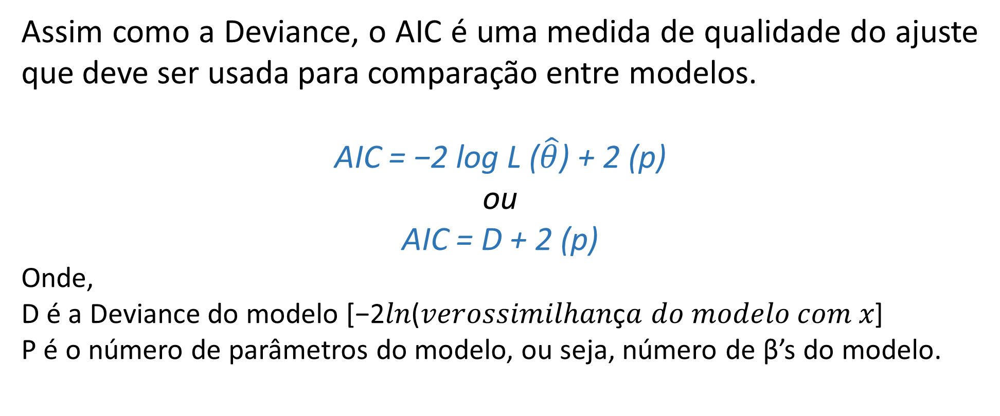 Assim como a Deviance, o AIC é uma medida de qualidade do ajuste
que deve ser usada para comparação entre modelos.
AIC = −2 log L (θ̂) + 2 (p)
ou
AIC = D + 2 (p)
Onde,
D é a Deviance do modelo [−2ln(verossimilhança do modelo com x]
P é o número de parâmetros do modelo, ou seja, número de β’s do modelo.